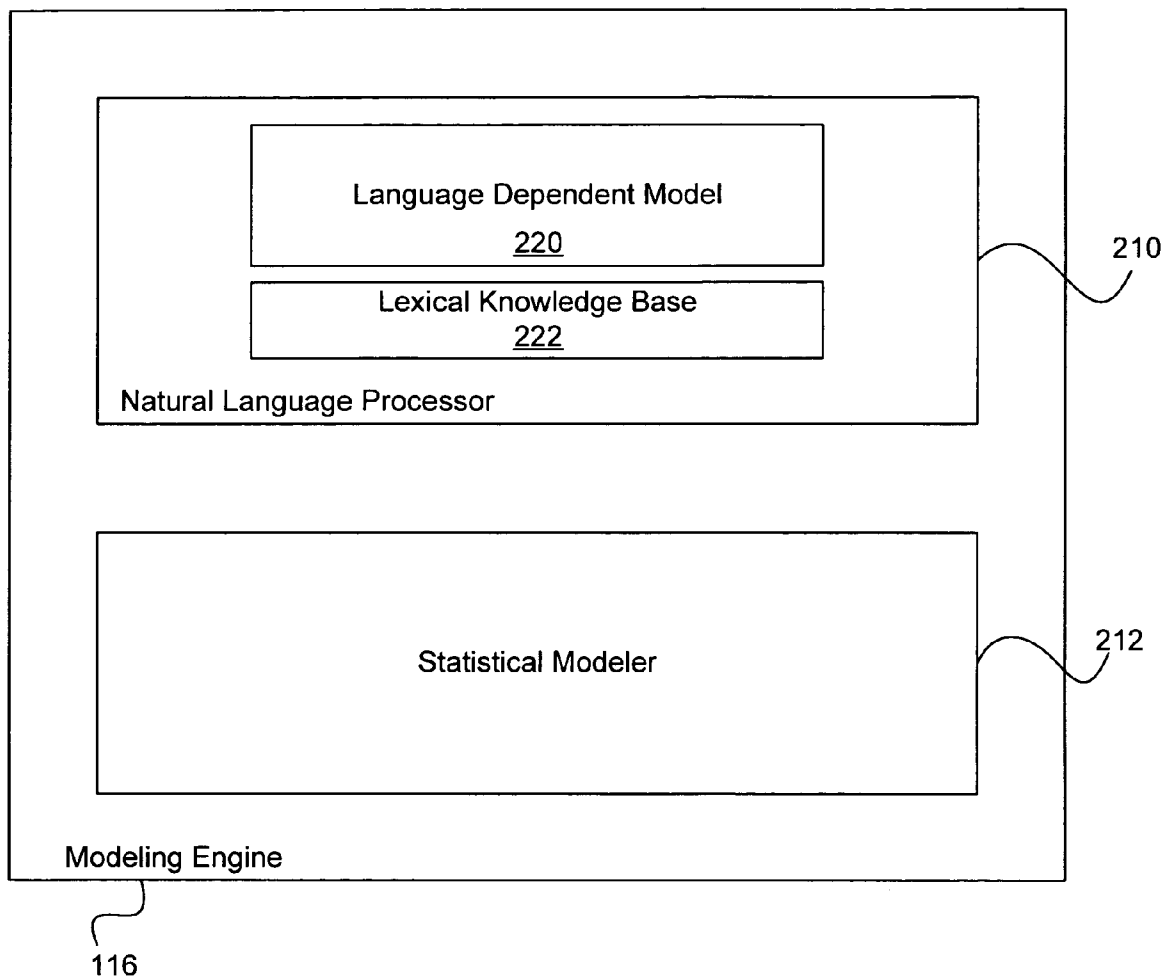 Language Dependent Model
220
210
Lexical Knowledge Base
222
Natural Language Processor
Statistical Modeler
212
Modeling Engine
116